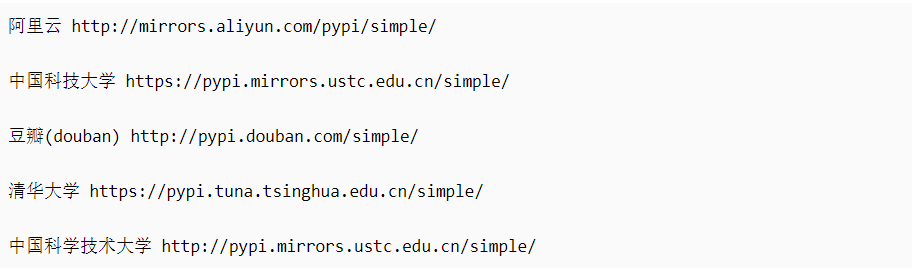 阿里云 http://mirrors.aliyun.com/pypi/simple/
中国科技大学 https://pypi.mirrors.ustc.edu.cn/simple/
豆瓣(douban) http://pypi.douban.com/simple/
清华大学 https://pypi.tuna.tsinghua.edu.cn/simple/
中国科学技术大学 http://pypi.mirrors.ustc.edu.cn/simple/